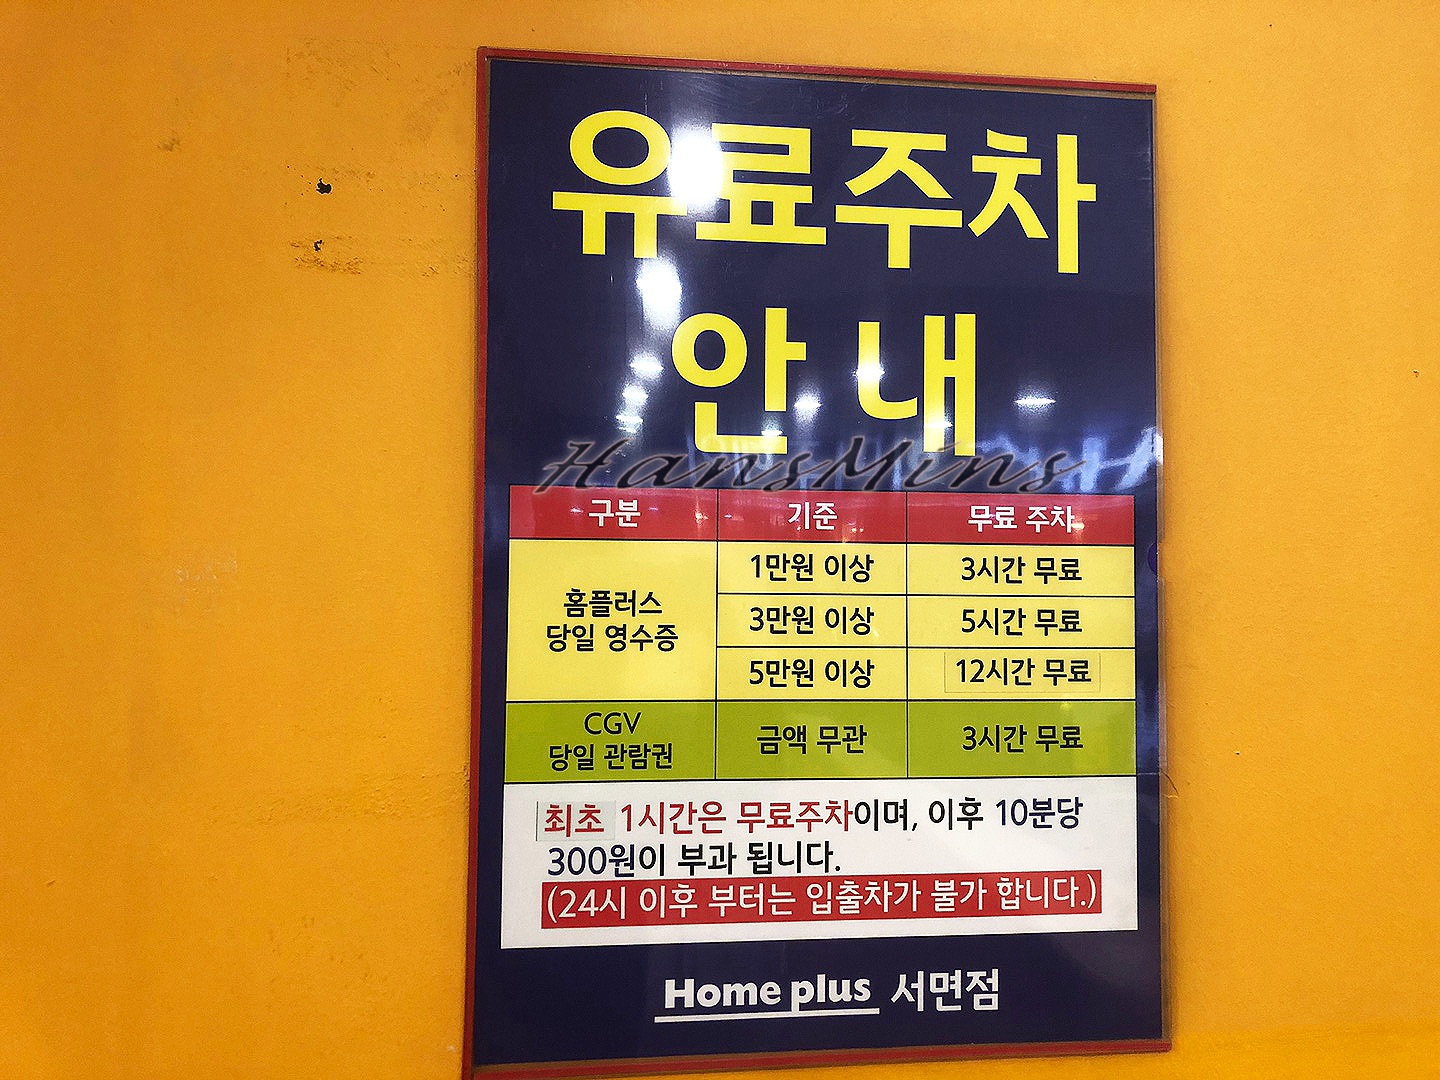 유료주차
안내
HansMins
구분 기준 무료 주차
홈플러스
당일 영수증
1만원 이상 3시간 무료
3만원 이상 5시간 무료
5만원 이상 12시간 무료
CGV
당일 관람권
금액 무관 3시간 무료
최초 1시간은 무료주차이며, 이후 10분당
300원이 부과 됩니다.
(24시 이후 부터는 입출차가 불가 합니다.)
Home plus 서면점